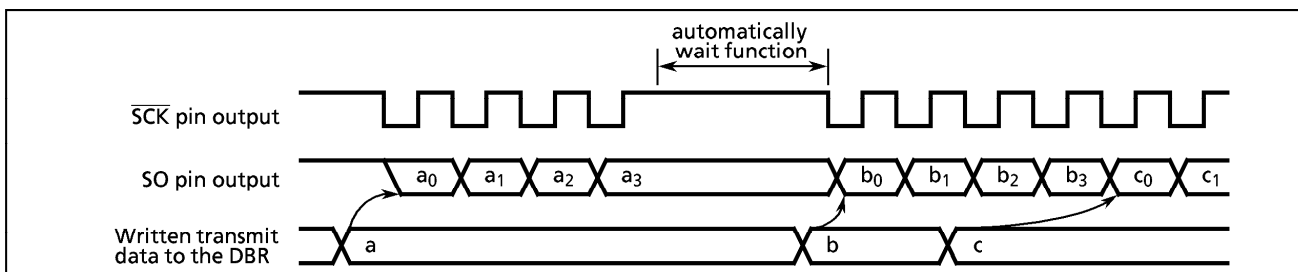 automatically
wait function
SCK pin output
SO pin output
a0 a1 a2 a3 b0 b1 b2 b3 c0 c1
Written transmit
data to the DBR
a b c